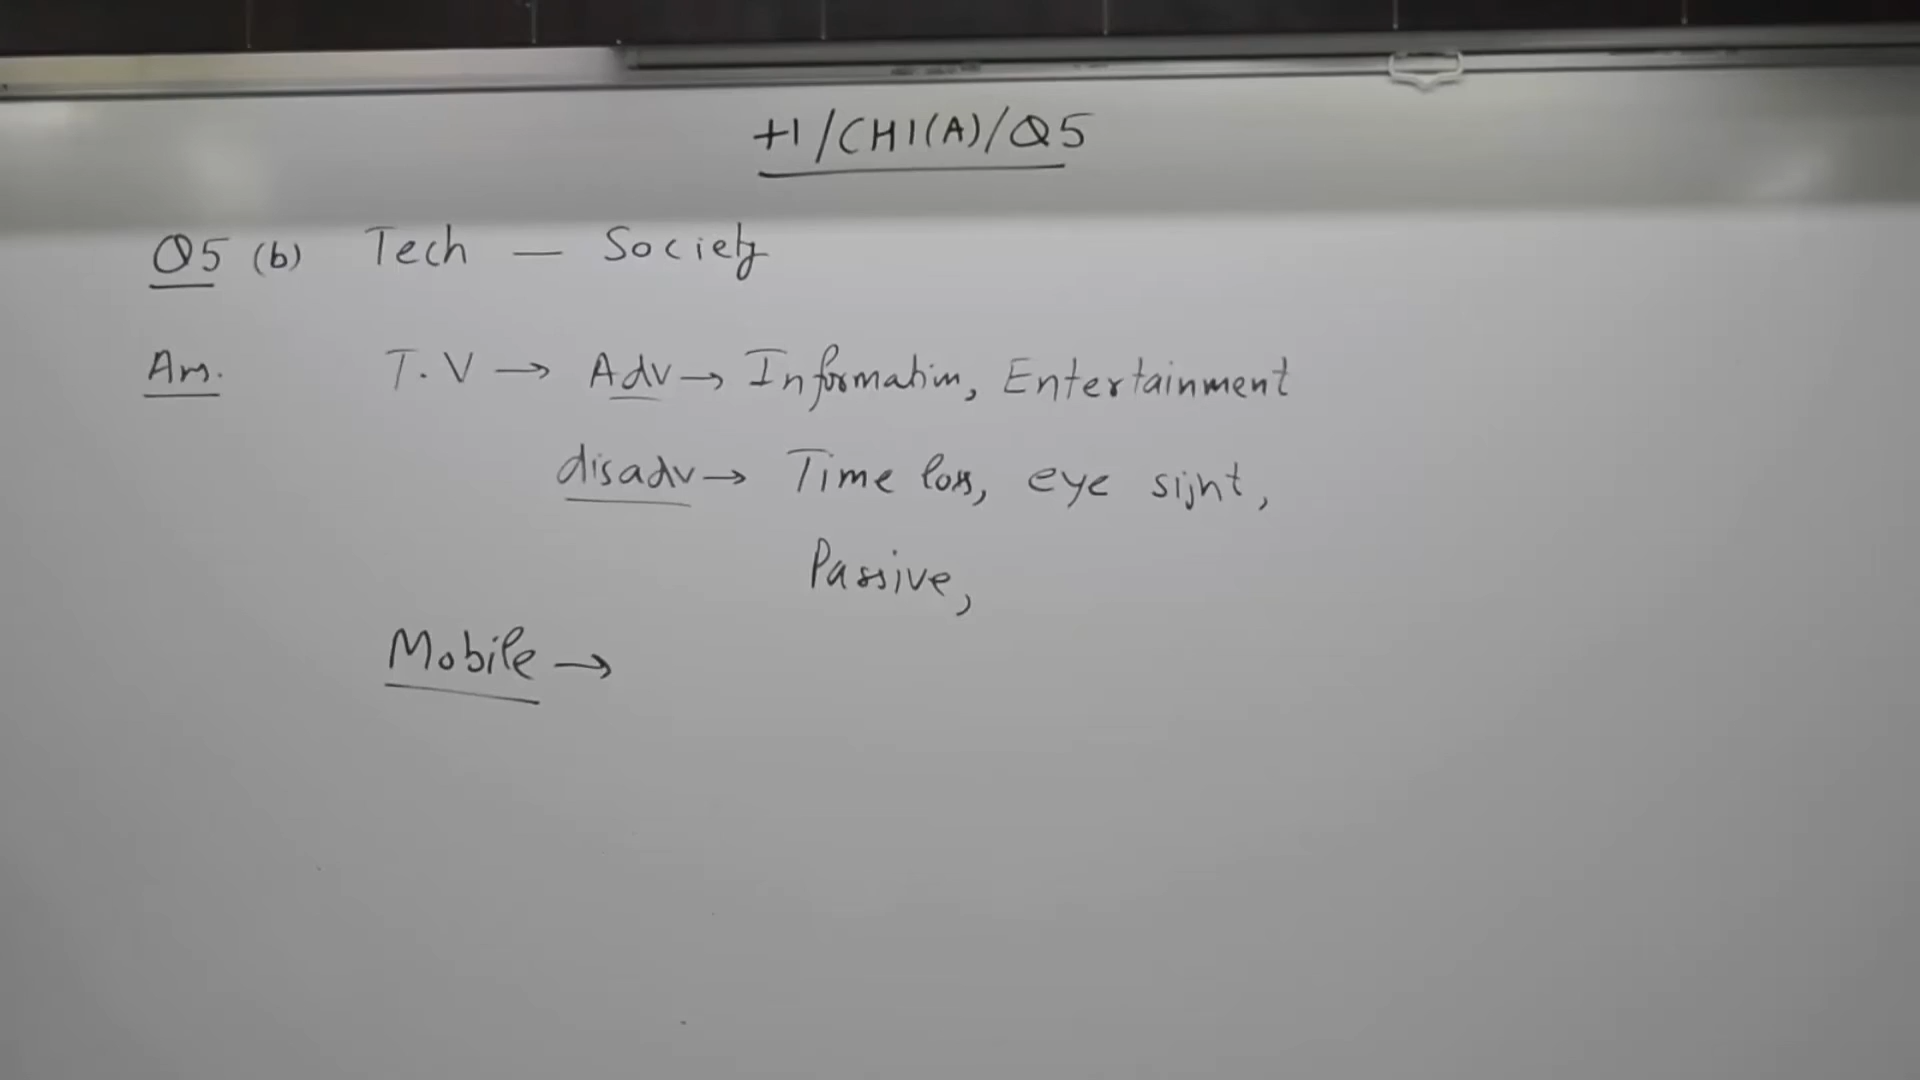 +1/CH1(A)/Q5
Q5 (b) Tech — Society
Ans. T.V → Adv → Information, Entertainment
disadv → Time loss, eye sight,
Passive,
Mobile →